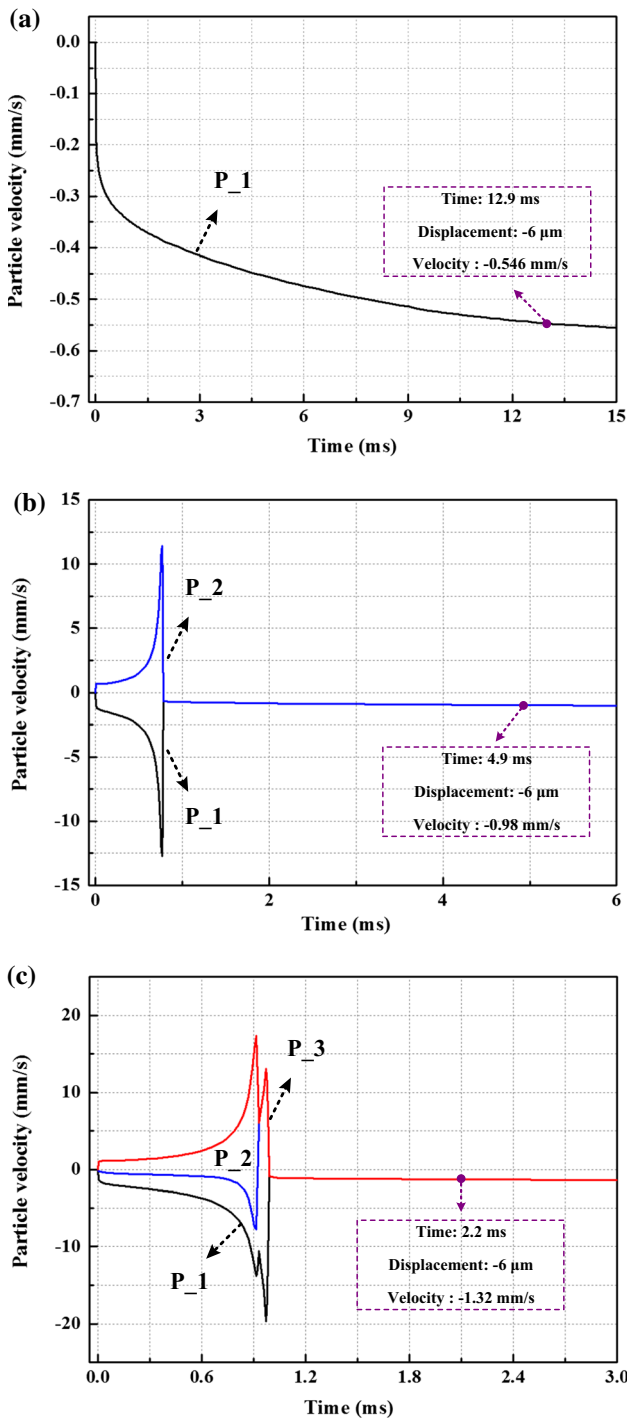 (a)
0.0
-0.1
-0.2
-0.3
-0.4
-0.5
-0.6
-0.7
Particle velocity (mm/s)
P_1
Time: 12.9 ms
Displacement: -6 μm
Velocity : -0.546 mm/s
0
3
6
9
12
15
Time (ms)
(b)
15
10
5
0
-5
-10
-15
Particle velocity (mm/s)
P_2
P_1
Time: 4.9 ms
Displacement: -6 μm
Velocity : -0.98 mm/s
0
2
4
6
Time (ms)
(c)
20
10
0
-10
-20
Particle velocity (mm/s)
P_3
P_2
P_1
Time: 2.2 ms
Displacement: -6 μm
Velocity : -1.32 mm/s
0.0
0.6
1.2
1.8
2.4
3.0
Time (ms)